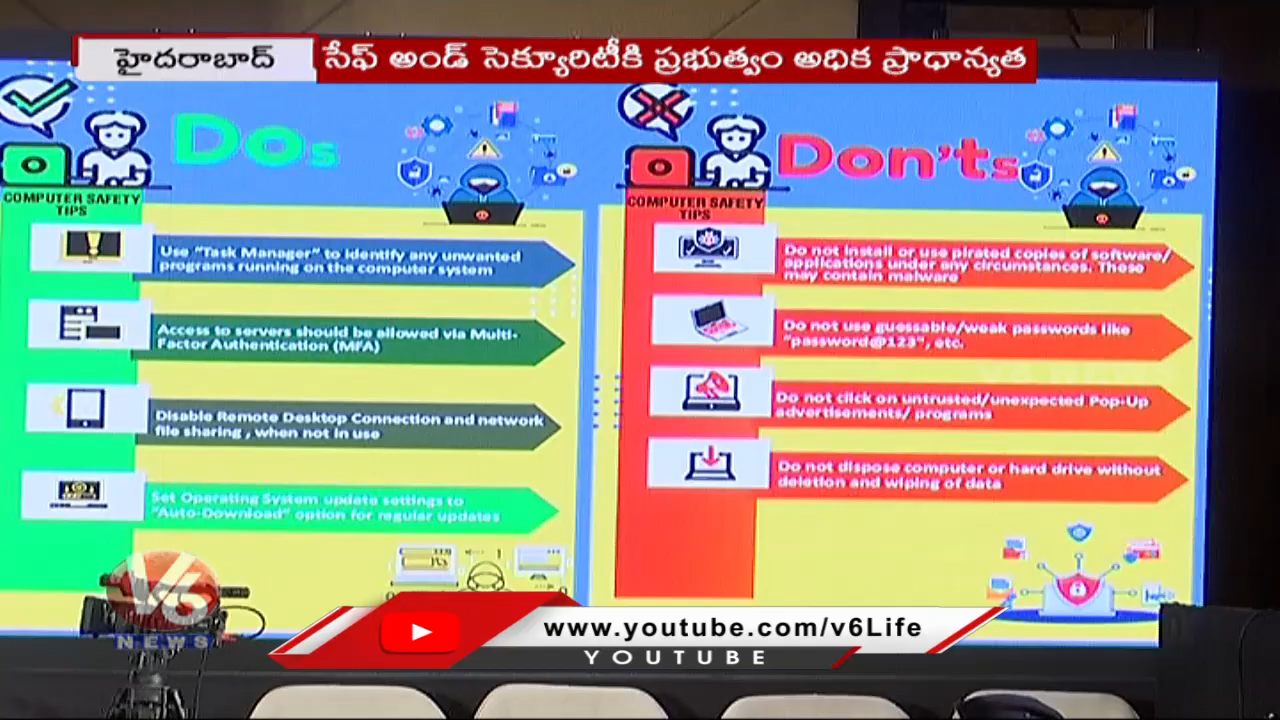 హైదరాబాద్ సేఫ్ అండ్ సెక్యూరిటీకి ప్రభుత్వం అధిక ప్రాధాన్యత
Dos
COMPUTER SAFETY
TIPS
Use "Task Manager" to identify any unwanted
programs running on the computer system
Access to servers should be allowed via Multi-
Factor Authentication (MFA)
Disable Remote Desktop Connection and network
file sharing , when not in use
Set Operating System update settings to
"Auto-Download" option for regular updates
Don'ts
COMPUTER SAFETY
TIPS
Do not install or use pirated copies of software/
applications under any circumstances. These
may contain malware
Do not use guessable/weak passwords like
"password@123", etc.
Do not click on untrusted/unexpected Pop-Up
advertisements/ programs
Do not dispose computer or hard drive without
deletion and wiping of data
V6 NEWS
V6
NEWS
www.youtube.com/v6Life
YOUTUBE